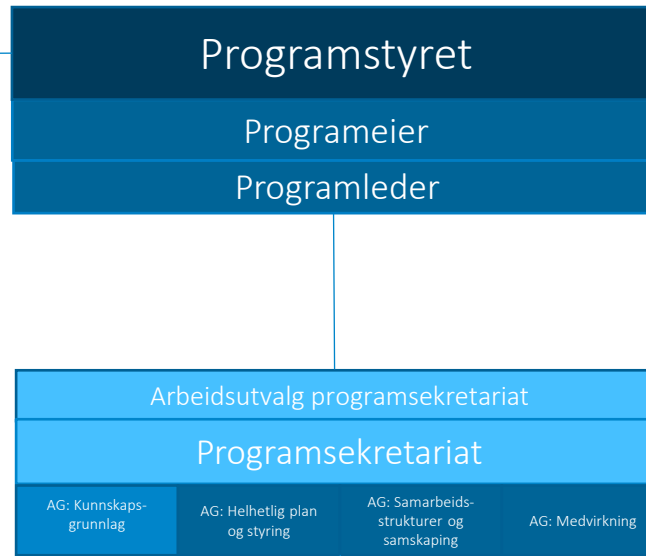 Programstyret
Programeier
Programleder
Arbeidsutvalg programsekretariat
Programsekretariat
AG: Kunnskaps-
grunnlag
AG: Helhetlig plan
og styring
AG: Samarbeids-
strukturer og
samskaping
AG: Medvirkning